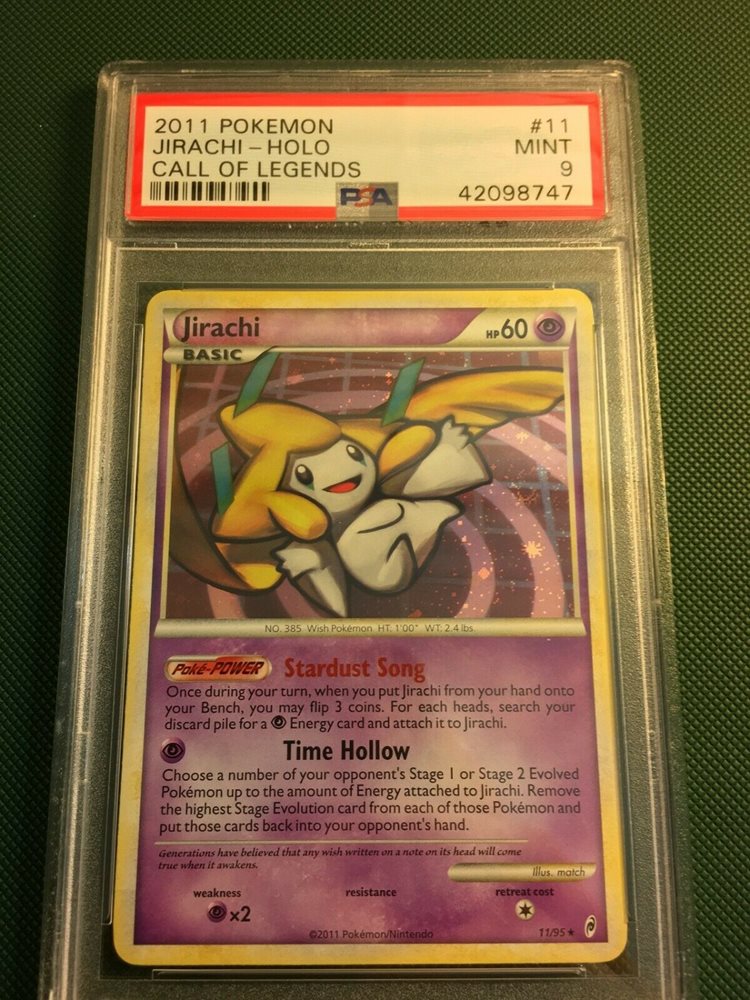 2011 POKEMON #11
JIRACHI - HOLO MINT
CALL OF LEGENDS 9
PSA 42098747
Jirachi HP60
BASIC
NO. 385 Wish Pokémon HT: 1'00" WT: 2.4 lbs.
Poké-POWER Stardust Song
Once during your turn, when you put Jirachi from your hand onto
your Bench, you may flip 3 coins. For each heads, search your
discard pile for a Energy card and attach it to Jirachi.
Time Hollow
Choose a number of your opponent's Stage 1 or Stage 2 Evolved
Pokémon up to the amount of Energy attached to Jirachi. Remove
the highest Stage Evolution card from each of those Pokémon and
put those cards back into your opponent's hand.
Generations have believed that any wish written on a note on its head will come
true when it awakens.
Illus. match
weakness resistance retreat cost
x2
©2011 Pokémon/Nintendo 11/95★